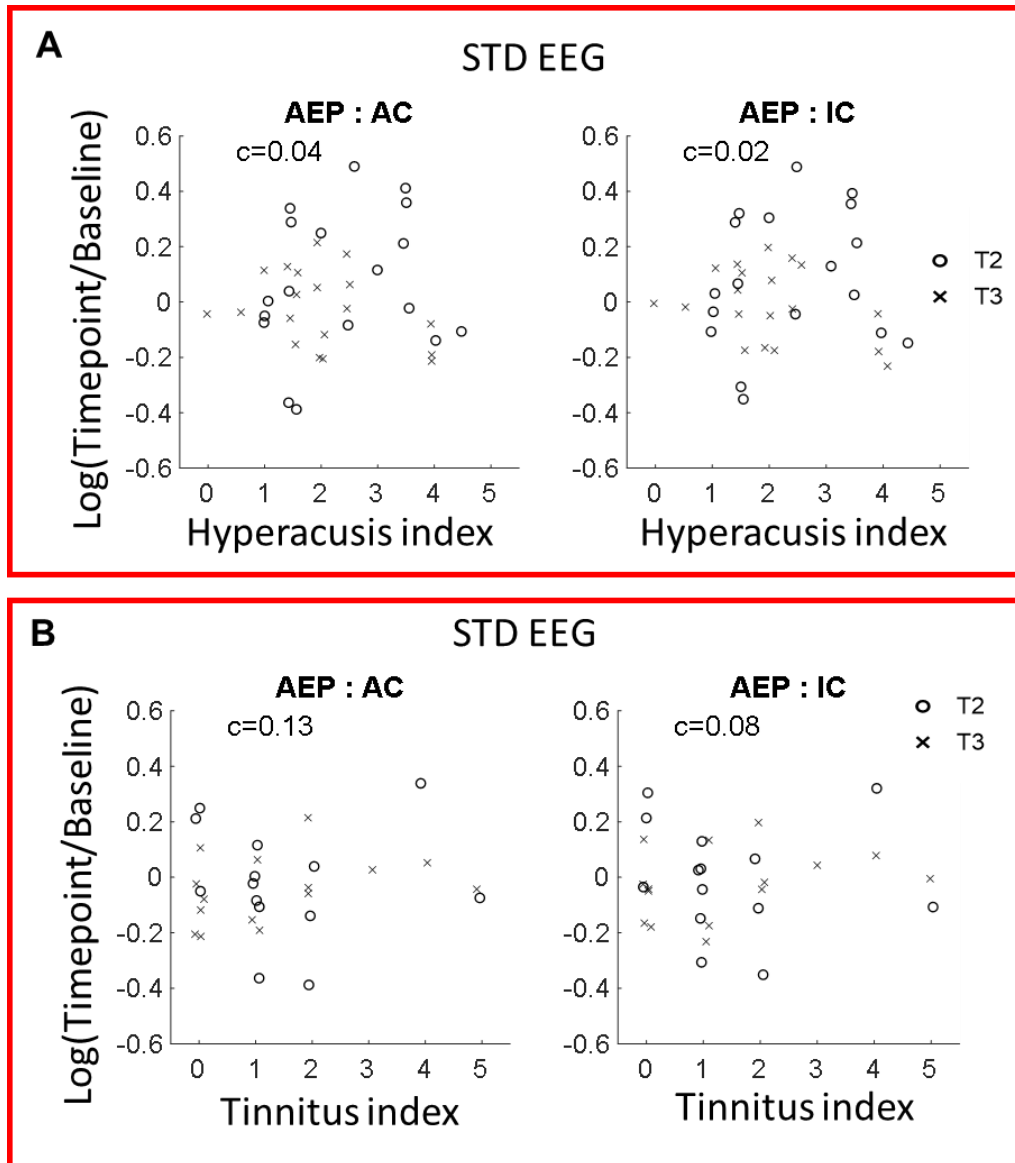 A
STD EEG
AEP : AC
AEP : IC
c=0.04
c=0.02
Log(Timepoint/Baseline)
0.6
0.4
0.2
0
-0.2
-0.4
-0.6
0 1 2 3 4 5
Hyperacusis index
0.6
0.4
0.2
0
-0.2
-0.4
-0.6
0 1 2 3 4 5
Hyperacusis index
T2
T3
B
STD EEG
AEP : AC
AEP : IC
c=0.13
c=0.08
Log(Timepoint/Baseline)
0.6
0.4
0.2
0
-0.2
-0.4
-0.6
0 1 2 3 4 5
Tinnitus index
0.6
0.4
0.2
0
-0.2
-0.4
-0.6
0 1 2 3 4 5
Tinnitus index
T2
T3